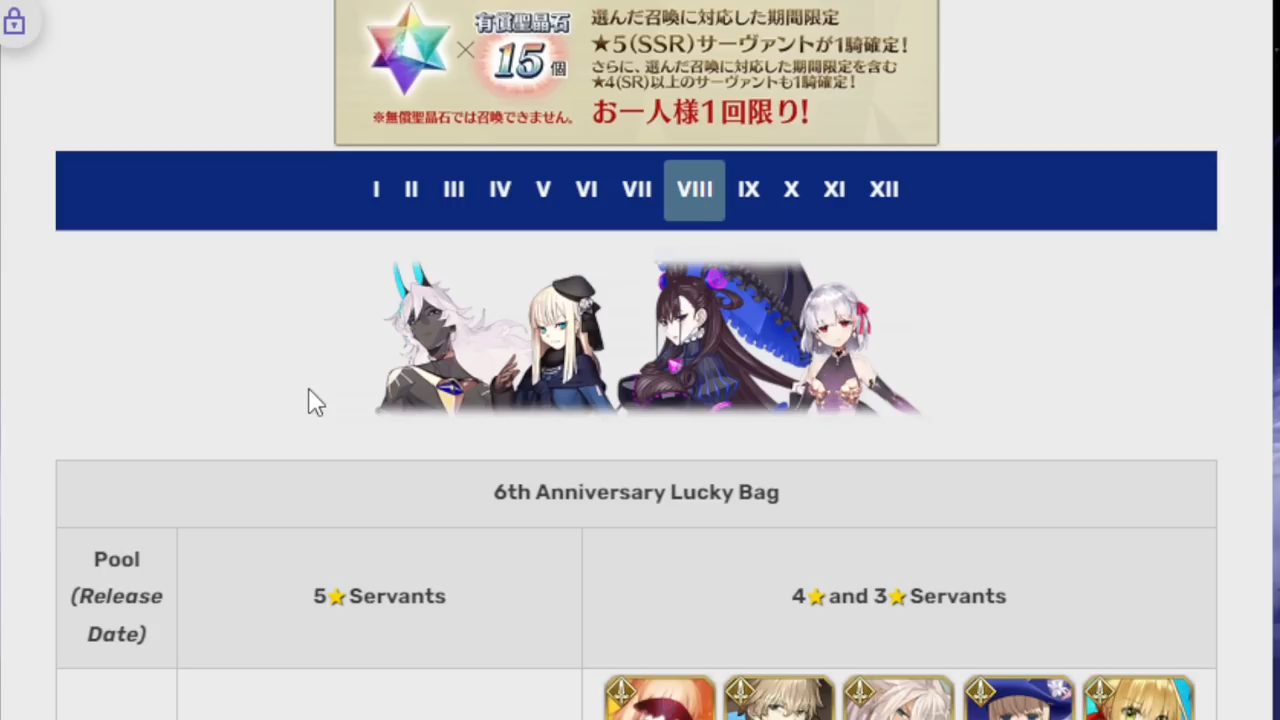 有償聖晶石
×
15個
※無償聖晶石では召喚できません。
選んだ召喚に対応した期間限定
★5(SSR)サーヴァントが1騎確定!
さらに、選んだ召喚に対応した期間限定を含む
★4(SR)以上のサーヴァントも1騎確定!
お一人様1回限り!
I II III IV V VI VII VIII IX X XI XII
6th Anniversary Lucky Bag
Pool
(Release
Date)
5⭐Servants
4⭐and 3⭐Servants